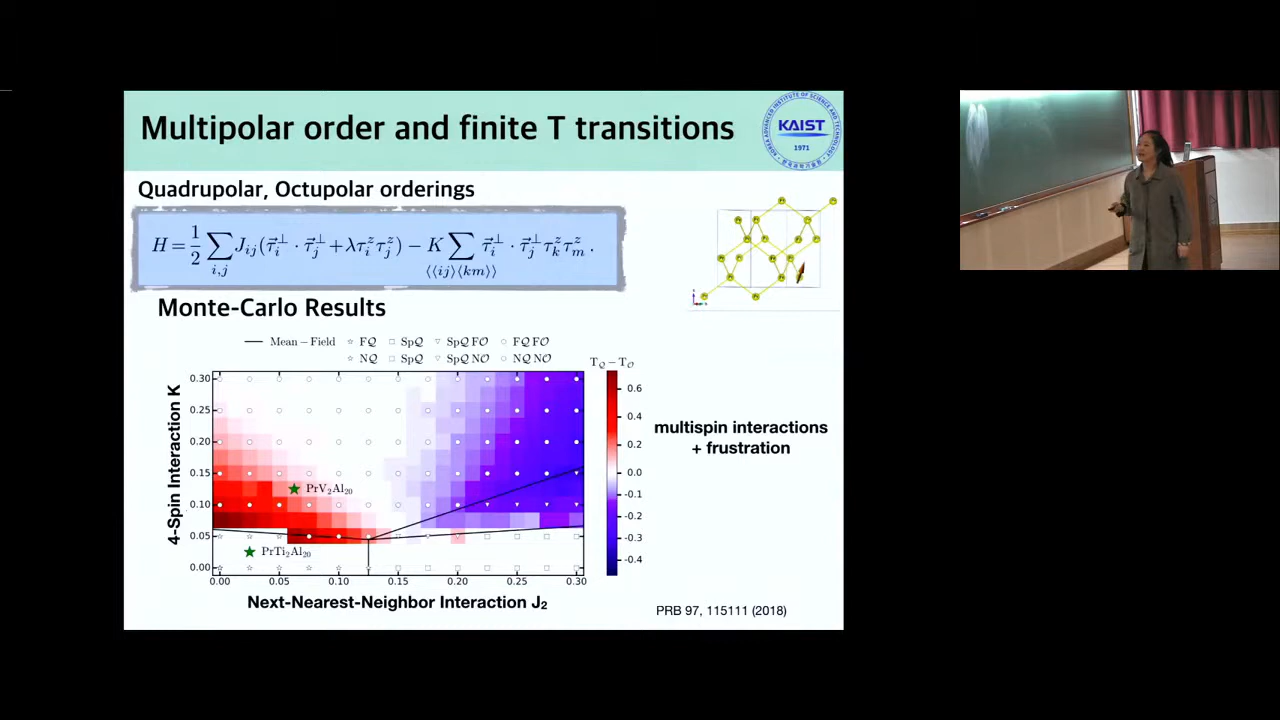 Multipolar order and finite T transitions
KAIST
1971
Quadrupolar, Octupolar orderings
H = 1/2 ∑_{i,j} J_{ij}(τ⃗_i^⊥ · τ⃗_j^⊥ + λτ_i^z τ_j^z) − K ∑_{⟨⟨ij⟩⟨km⟩⟩} τ⃗_i^⊥ · τ⃗_j^⊥ τ_k^z τ_m^z .
Monte-Carlo Results
Mean − Field FQ SpQ SpQ FO FQ FO
NQ SpQ SpQ NO NQ NO
T_Q − T_O
4-Spin Interaction K
0.30
0.25
0.20
0.15
0.10
0.05
0.00
PrV₂Al₂₀
PrTi₂Al₂₀
0.00 0.05 0.10 0.15 0.20 0.25 0.30
Next-Nearest-Neighbor Interaction J₂
0.6
0.4
0.2
0.0
-0.1
-0.2
-0.3
-0.4
multispin interactions
+ frustration
PRB 97, 115111 (2018)